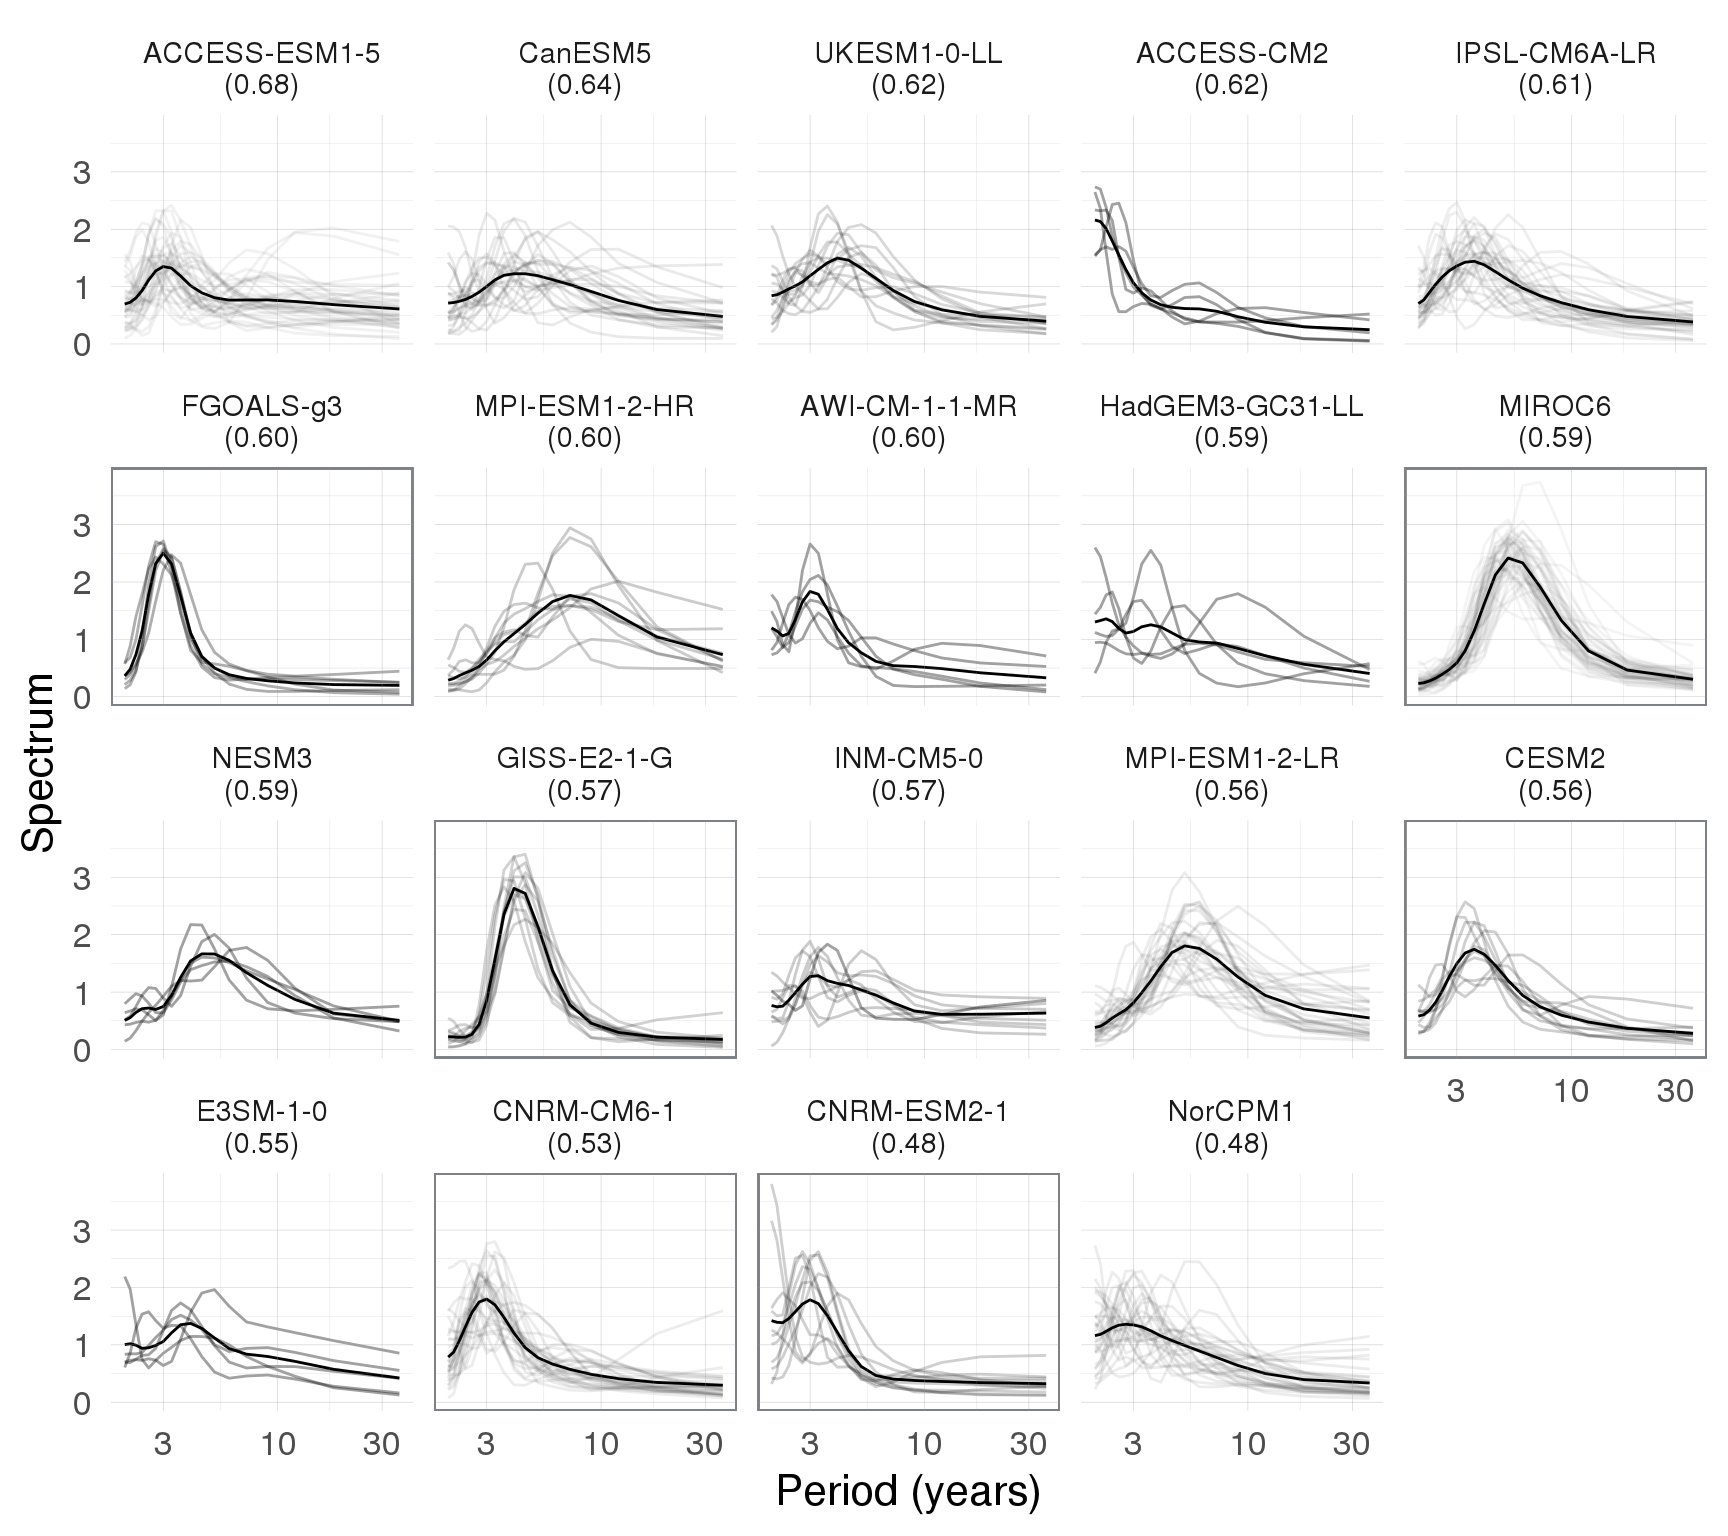 ACCESS-ESM1-5
(0.68)
CanESM5
(0.64)
UKESM1-0-LL
(0.62)
ACCESS-CM2
(0.62)
IPSL-CM6A-LR
(0.61)
3
2
1
0
FGOALS-g3
(0.60)
MPI-ESM1-2-HR
(0.60)
AWI-CM-1-1-MR
(0.60)
HadGEM3-GC31-LL
(0.59)
MIROC6
(0.59)
3
2
1
0
Spectrum
NESM3
(0.59)
GISS-E2-1-G
(0.57)
INM-CM5-0
(0.57)
MPI-ESM1-2-LR
(0.56)
CESM2
(0.56)
3
2
1
0
3 10 30
E3SM-1-0
(0.55)
CNRM-CM6-1
(0.53)
CNRM-ESM2-1
(0.48)
NorCPM1
(0.48)
3
2
1
0
3 10 30
3 10 30
3 10 30
3 10 30
Period (years)